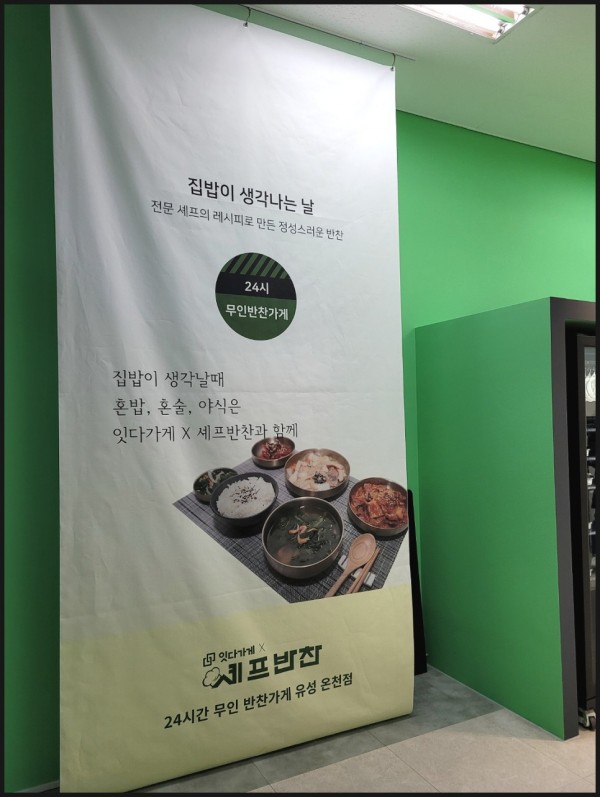 집밥이 생각나는 날
전문 셰프의 레시피로 만든 정성스러운 반찬
24시
무인반찬가게
집밥이 생각날때
혼밥, 혼술, 야식은
잇다가게 X 셰프반찬과 함께
잇다가게 X
셰프반찬
24시간 무인 반찬가게 유성 온천점